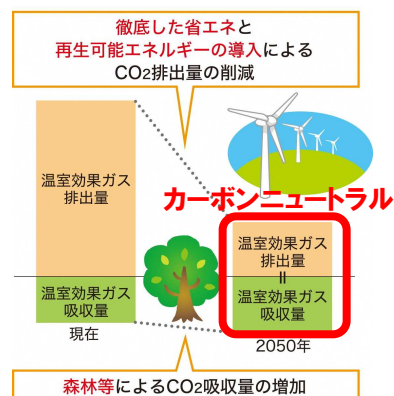 徹底した省エネと
再生可能エネルギーの導入による
CO2排出量の削減
温室効果ガス
排出量
カーボンニュートラル
温室効果ガス
排出量
=
温室効果ガス
吸収量
温室効果ガス
吸収量
現在
2050年
森林等によるCO2吸収量の増加